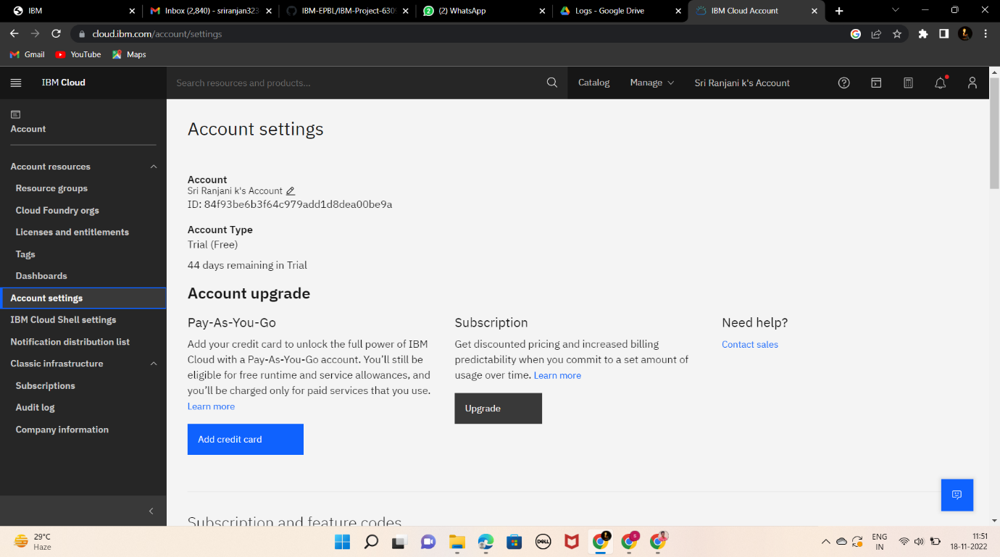 IBM
Inbox (2,840) - sriranjan323
IBM-EPBL/IBM-Project-6309
(2) WhatsApp
Logs - Google Drive
IBM Cloud Account
cloud.ibm.com/account/settings
Gmail
YouTube
Maps
IBM Cloud
Search resources and products...
Catalog
Manage
Sri Ranjani k's Account
Account
Account resources
Resource groups
Cloud Foundry orgs
Licenses and entitlements
Tags
Dashboards
Account settings
IBM Cloud Shell settings
Notification distribution list
Classic infrastructure
Subscriptions
Audit log
Company information
Account settings
Account
Sri Ranjani k's Account
ID: 84f93be6b3f64c979add1d8dea00be9a
Account Type
Trial (Free)
44 days remaining in Trial
Account upgrade
Pay-As-You-Go
Add your credit card to unlock the full power of IBM
Cloud with a Pay-As-You-Go account. You'll still be
eligible for free runtime and service allowances, and
you'll be charged only for paid services that you use.
Learn more
Add credit card
Subscription
Get discounted pricing and increased billing
predictability when you commit to a set amount of
usage over time. Learn more
Upgrade
Need help?
Contact sales
Subscription and feature codes
29°C
Haze
DELL
ENG
IN
11:51
18-11-2022